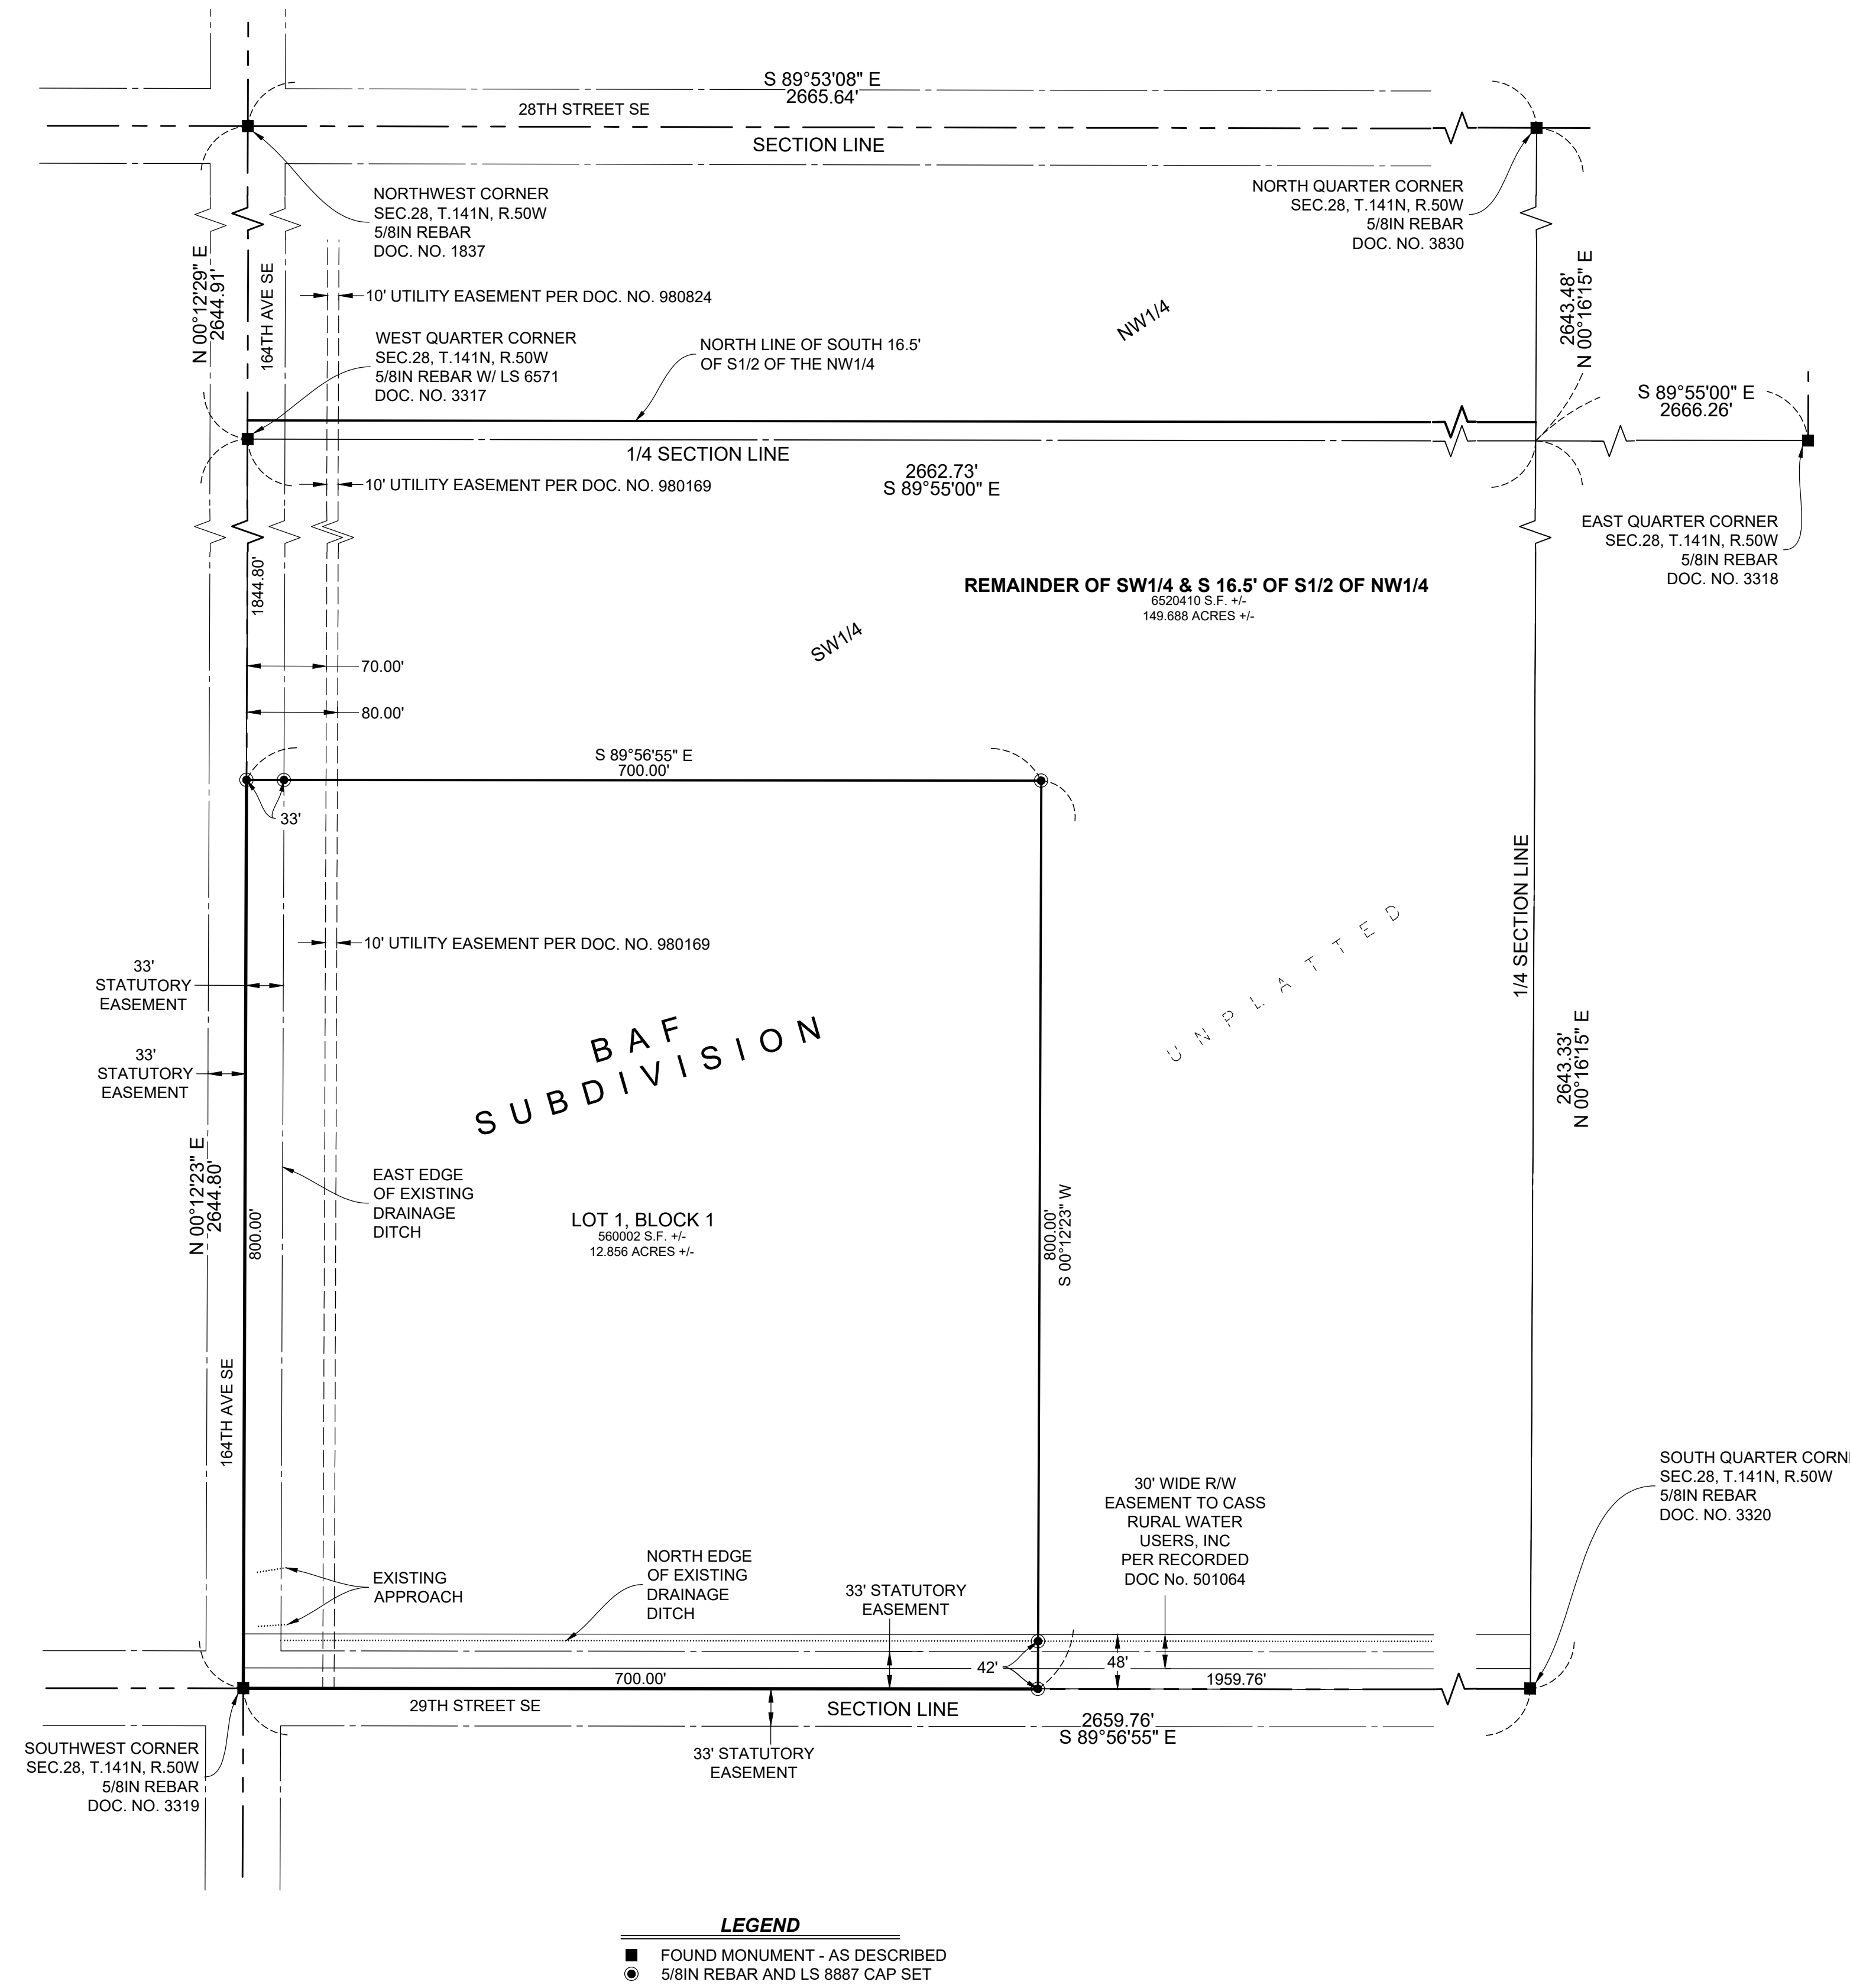 S 89°53'08" E
2665.64'
28TH STREET SE
SECTION LINE
NORTHWEST CORNER
SEC.28, T.141N, R.50W
5/8IN REBAR
DOC. NO. 1837
NORTH QUARTER CORNER
SEC.28, T.141N, R.50W
5/8IN REBAR
DOC. NO. 3830
N 00°12'29" E
2644.91'
164TH AVE SE
10' UTILITY EASEMENT PER DOC. NO. 980824
NW1/4
2643.48'
N 00°16'15" E
WEST QUARTER CORNER
SEC.28, T.141N, R.50W
5/8IN REBAR W/ LS 6571
DOC. NO. 3317
NORTH LINE OF SOUTH 16.5'
OF S1/2 OF THE NW1/4
S 89°55'00" E
2666.26'
1/4 SECTION LINE
2662.73'
S 89°55'00" E
10' UTILITY EASEMENT PER DOC. NO. 980169
EAST QUARTER CORNER
SEC.28, T.141N, R.50W
5/8IN REBAR
DOC. NO. 3318
1844.80'
REMAINDER OF SW1/4 & S 16.5' OF S1/2 OF NW1/4
6520410 S.F. +/-
149.688 ACRES +/-
SW1/4
70.00'
80.00'
S 89°56'55" E
700.00'
33'
10' UTILITY EASEMENT PER DOC. NO. 980169
1/4 SECTION LINE
UNPLATTED
33'
STATUTORY
EASEMENT
33'
STATUTORY
EASEMENT
BAF
SUBDIVISION
2643.33'
N 00°16'15" E
N 00°12'23" E
2644.80'
800.00'
EAST EDGE
OF EXISTING
DRAINAGE
DITCH
LOT 1, BLOCK 1
560002 S.F. +/-
12.856 ACRES +/-
800.00'
S 00°12'23" W
164TH AVE SE
30' WIDE R/W
EASEMENT TO CASS
RURAL WATER
USERS, INC
PER RECORDED
DOC No. 501064
SOUTH QUARTER CORN
SEC.28, T.141N, R.50W
5/8IN REBAR
DOC. NO. 3320
EXISTING
APPROACH
NORTH EDGE
OF EXISTING
DRAINAGE
DITCH
33' STATUTORY
EASEMENT
42'
48'
700.00'
1959.76'
29TH STREET SE
SECTION LINE
2659.76'
S 89°56'55" E
33' STATUTORY
EASEMENT
SOUTHWEST CORNER
SEC.28, T.141N, R.50W
5/8IN REBAR
DOC. NO. 3319
LEGEND
FOUND MONUMENT - AS DESCRIBED
5/8IN REBAR AND LS 8887 CAP SET